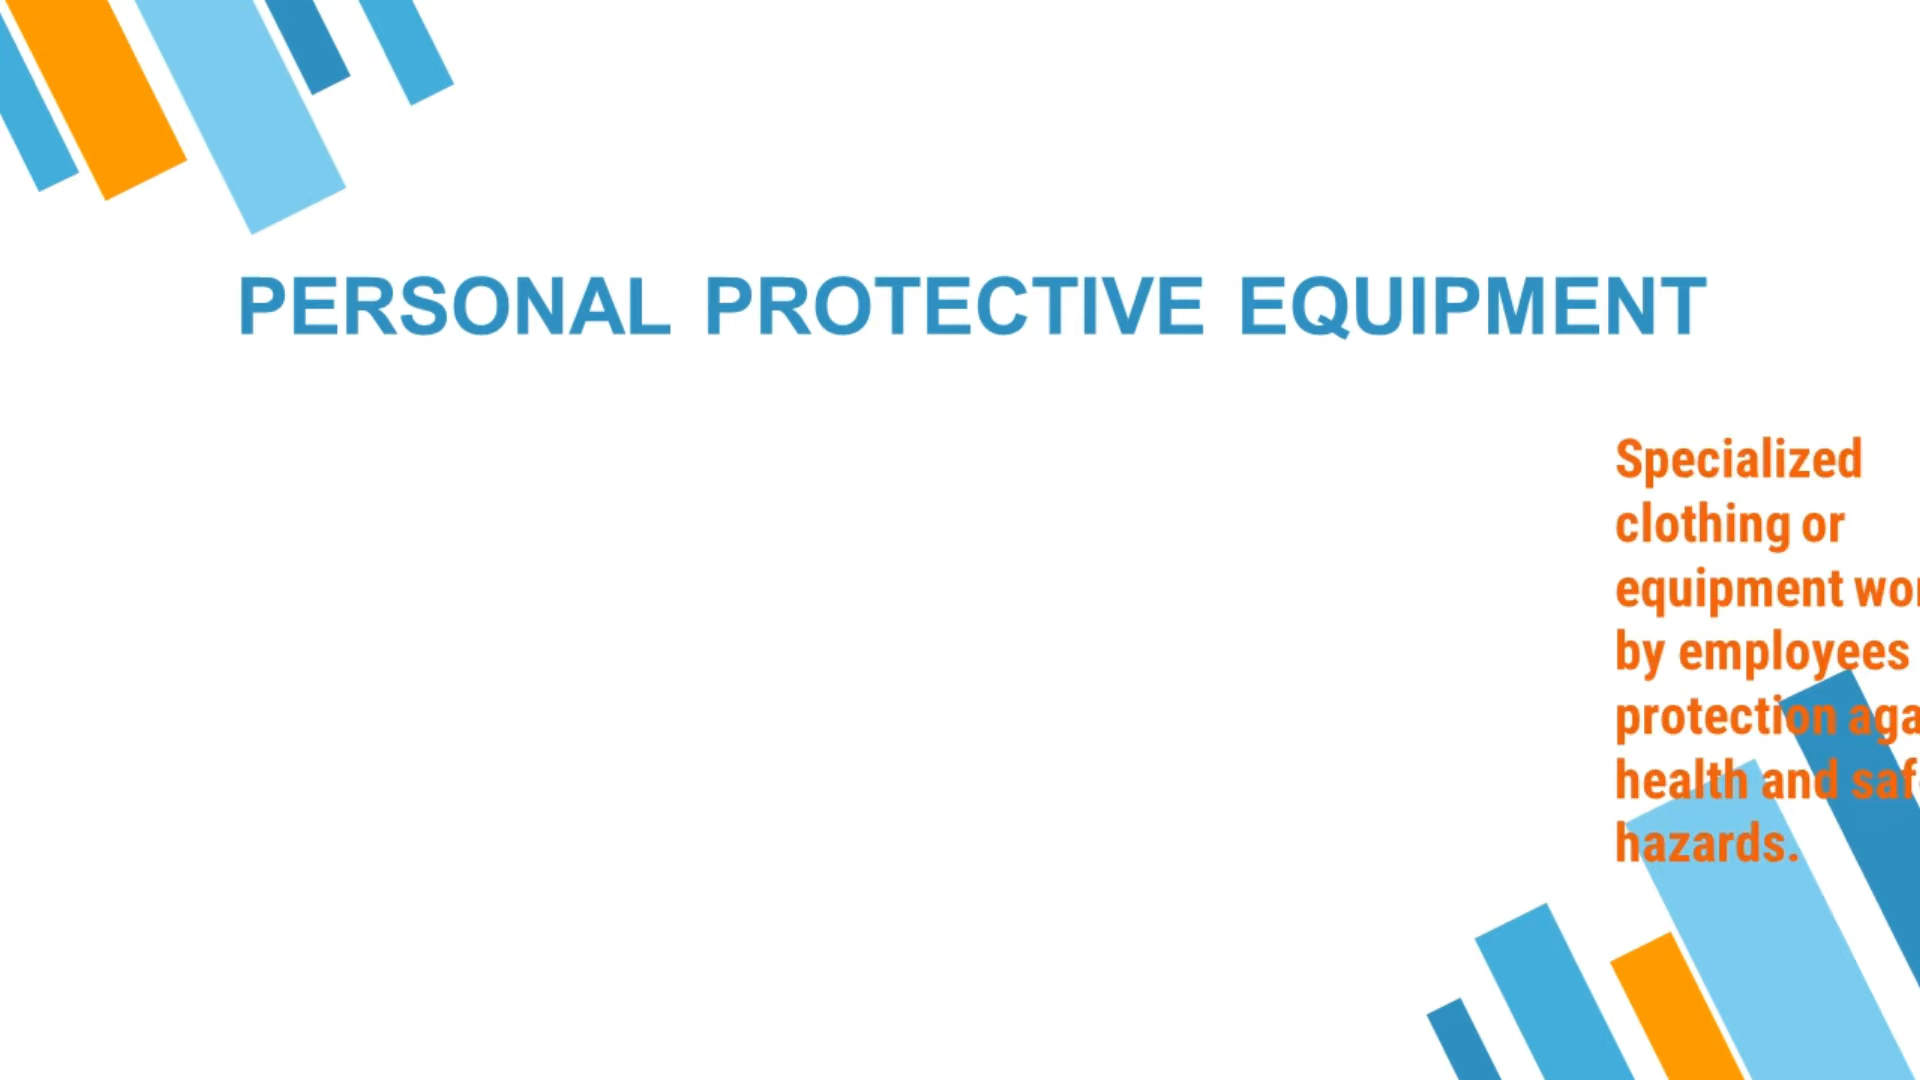 PERSONAL PROTECTIVE EQUIPMENT
Specialized
clothing or
equipment
by employees
protection
health and
hazards.